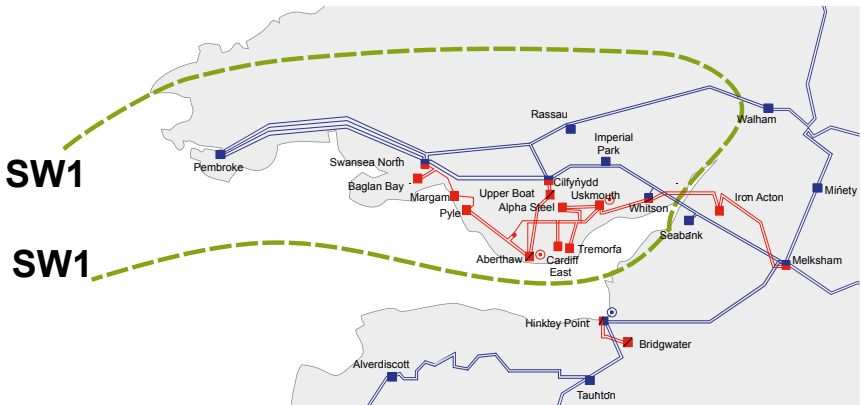 Rassau
Walham
Imperial
Park
Pembroke
Swansea North
SW1
Cilfynydd
Baglan Bay
Upper Boat
Uskmouth
Minety
Margam
Alpha Steel
Whitson
Iron Acton
Pyle
Seabank
Tremorfa
SW1
Aberthaw
Cardiff
East
Melksham
Hinkley Point
Bridgwater
Alverdiscott
Taunton